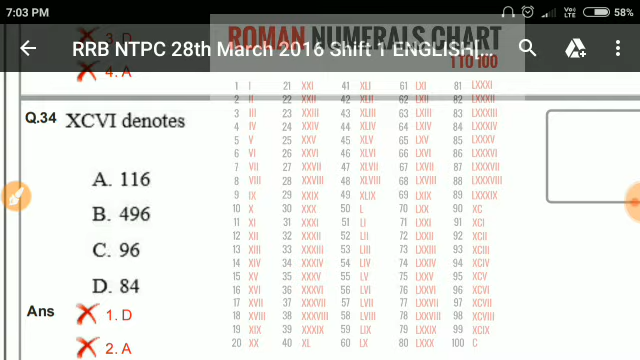 7:03 PM
VoD LTE 58%
ROMAN NUMERALS CHART
1 TO 100
3. D
RRB NTPC 28th March 2016 Shift 1 ENGLISH...
4. A
Q.34 XCVI denotes
A. 116
B. 496
C. 96
D. 84
Ans
1. D
2. A
1 I 21 XXI 41 XLI 61 LXI 81 LXXXI
2 II 22 XXII 42 XLII 62 LXII 82 LXXXII
3 III 23 XXIII 43 XLIII 63 LXIII 83 LXXXIII
4 IV 24 XXIV 44 XLIV 64 LXIV 84 LXXXIV
5 V 25 XXV 45 XLV 65 LXV 85 LXXXV
6 VI 26 XXVI 46 XLVI 66 LXVI 86 LXXXVI
7 VII 27 XXVII 47 XLVII 67 LXVII 87 LXXXVII
8 VIII 28 XXVIII 48 XLVIII 68 LXVIII 88 LXXXVIII
9 IX 29 XXIX 49 XLIX 69 LXIX 89 LXXXIX
10 X 30 XXX 50 L 70 LXX 90 XC
11 XI 31 XXXI 51 LI 71 LXXI 91 XCI
12 XII 32 XXXII 52 LII 72 LXXII 92 XCII
13 XIII 33 XXXIII 53 LIII 73 LXXIII 93 XCIII
14 XIV 34 XXXIV 54 LIV 74 LXXIV 94 XCIV
15 XV 35 XXXV 55 LV 75 LXXV 95 XCV
16 XVI 36 XXXVI 56 LVI 76 LXXVI 96 XCVI
17 XVII 37 XXXVII 57 LVII 77 LXXVII 97 XCVII
18 XVIII 38 XXXVIII 58 LVIII 78 LXXVIII 98 XCVIII
19 XIX 39 XXXIX 59 LIX 79 LXXIX 99 XCIX
20 XX 40 XL 60 LX 80 LXXX 100 C